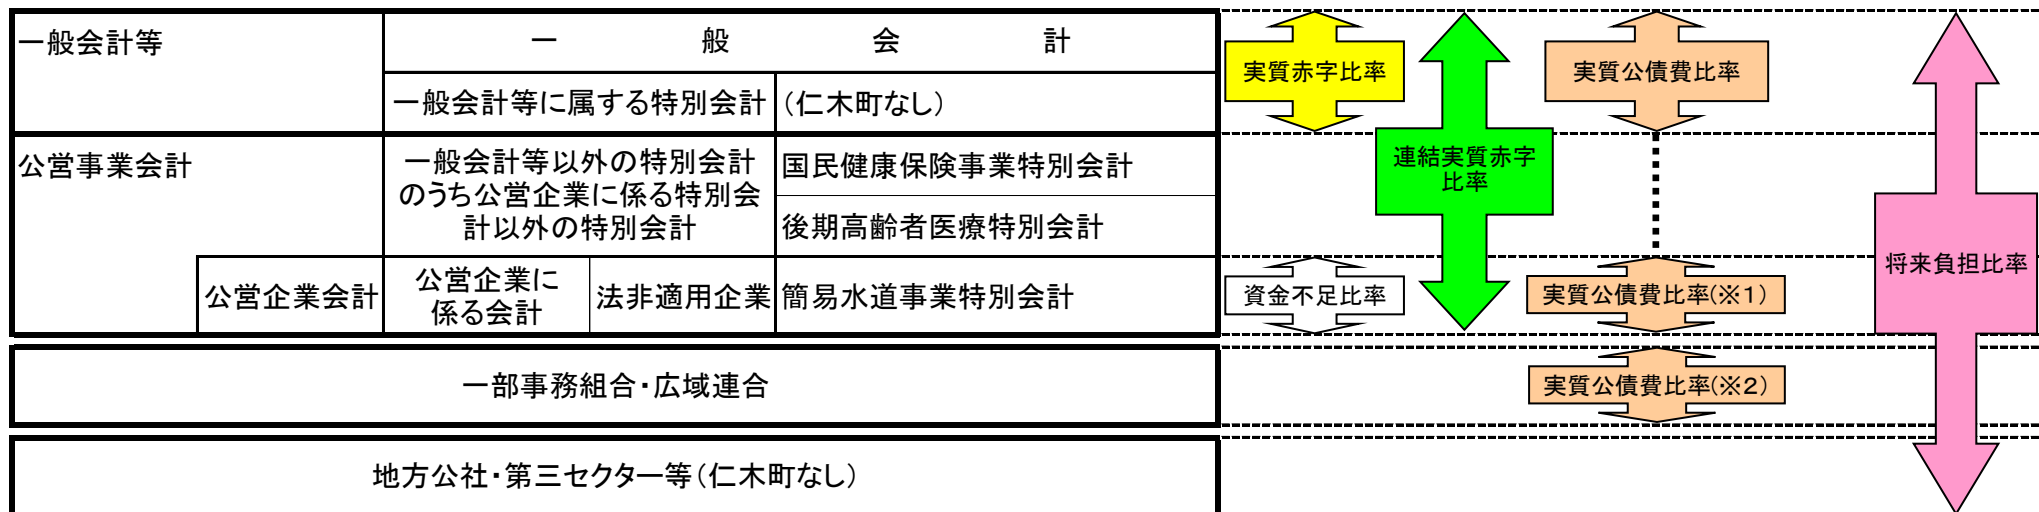 一般会計等
一般会計
実質赤字比率
実質公債費比率
一般会計等に属する特別会計
(仁木町なし)
公営事業会計
一般会計等以外の特別会計
のうち公営企業に係る特別会
計以外の特別会計
国民健康保険事業特別会計
後期高齢者医療特別会計
連結実質赤字
比率
将来負担比率
公営企業会計
公営企業に
係る会計
法非適用企業
簡易水道事業特別会計
資金不足比率
実質公債費比率(※1)
一部事務組合・広域連合
実質公債費比率(※2)
地方公社・第三セクター等(仁木町なし)